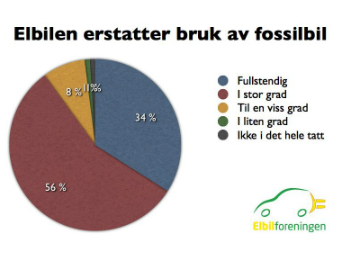 Elbilen erstatter bruk av fossilbil
Fullstendig
I stor grad
Til en viss grad
I liten grad
Ikke i det hele tatt
8 %
1%
34 %
56 %
Elbilforeningen